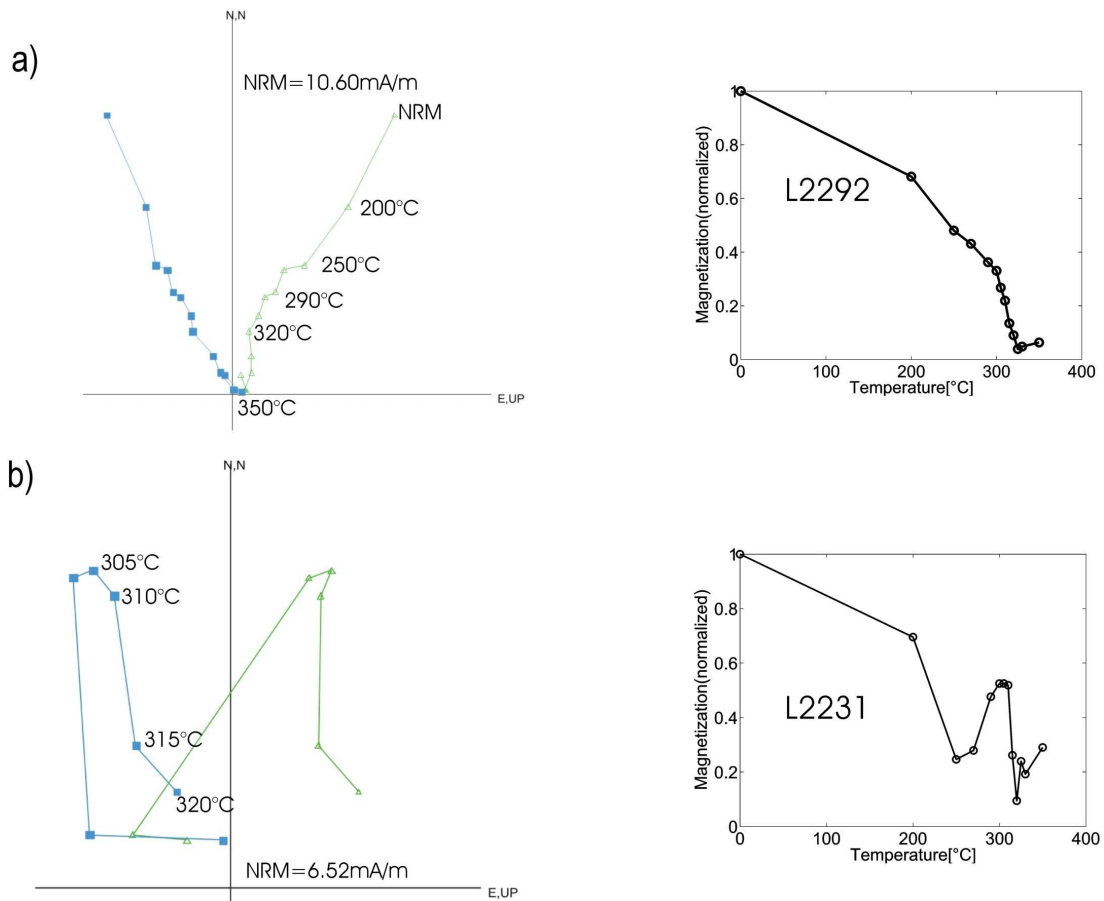 a)
N,N
NRM=10.60mA/m
NRM
200°C
250°C
290°C
320°C
350°C
E,UP
1
0.8
0.6
0.4
0.2
0
0 100 200 300 400
Magnetization(normalized)
Temperature[°C]
L2292
b)
N,N
305°C
310°C
315°C
320°C
NRM=6.52mA/m
E,UP
1
0.8
0.6
0.4
0.2
0
0 100 200 300 400
Magnetization(normalized)
Temperature[°C]
L2231